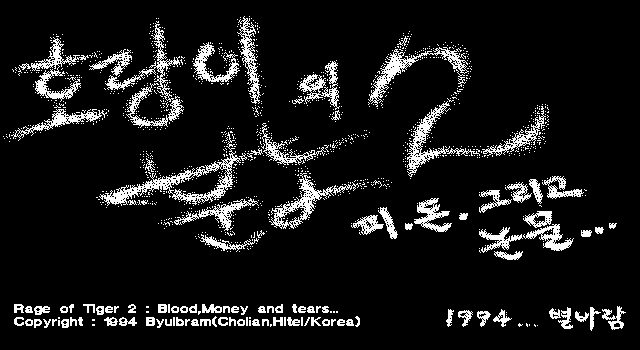 호랑이의 2
분노
피.돈.그리고
눈물...
Rage of Tiger 2 : Blood,Money and tears...
Copyright : 1994 Byulbram(Cholian,Hitel/Korea)
1994... 별바람